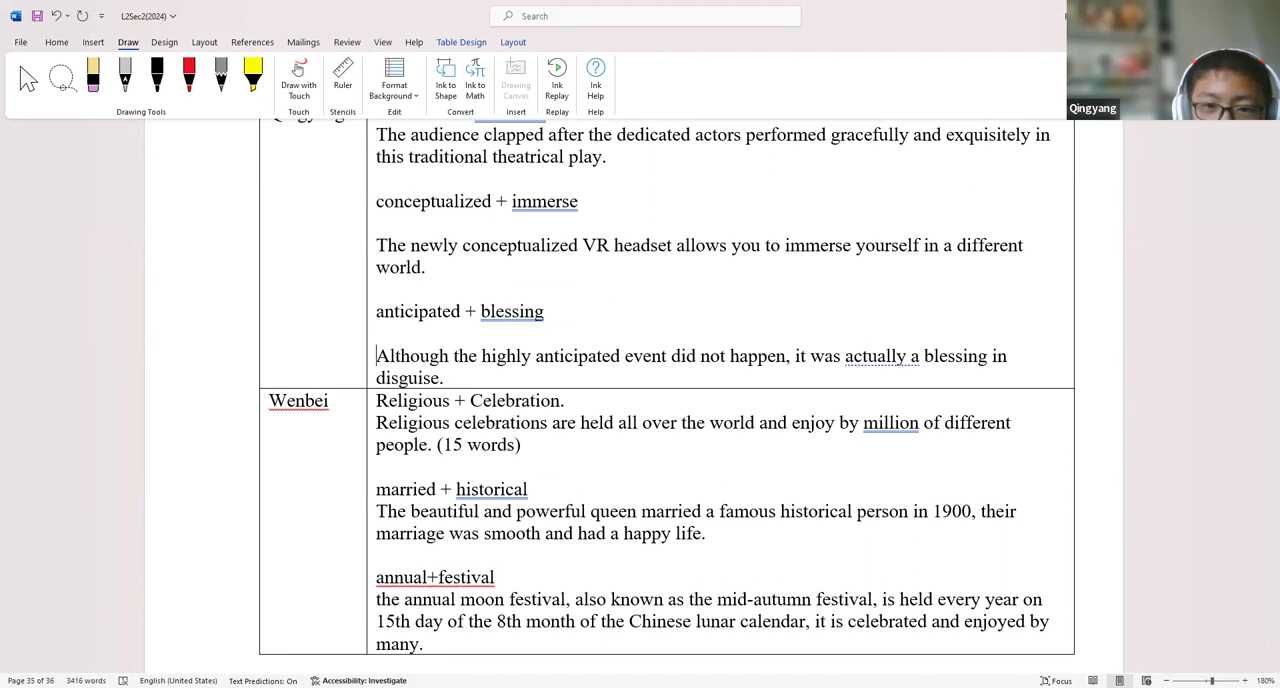 L2Sec2(2024)
Search
File Home Insert Draw Design Layout References Mailings Review View Help Table Design Layout
Draw with Touch
Ruler
Format Background
Ink to Shape
Ink to Math
Drawing Canvas
Ink Replay
Ink Help
Drawing Tools Touch Stencils Edit Convert Insert Replay Help
Qingyang
The audience clapped after the dedicated actors performed gracefully and exquisitely in
this traditional theatrical play.
conceptualized + immerse
The newly conceptualized VR headset allows you to immerse yourself in a different
world.
anticipated + blessing
Although the highly anticipated event did not happen, it was actually a blessing in
disguise.
Wenbei
Religious + Celebration.
Religious celebrations are held all over the world and enjoy by million of different
people. (15 words)
married + historical
The beautiful and powerful queen married a famous historical person in 1900, their
marriage was smooth and had a happy life.
annual+festival
the annual moon festival, also known as the mid-autumn festival, is held every year on
15th day of the 8th month of the Chinese lunar calendar, it is celebrated and enjoyed by
many.
Page 35 of 36 3416 words English (United States) Text Predictions: On Accessibility: Investigate Focus 180%